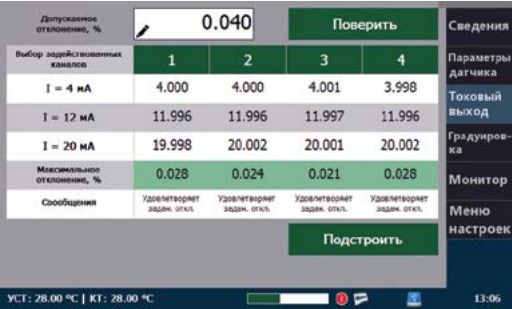 Допускаемое
отклонение, %
0.040
Поверить
Сведения
Выбор задействованных
каналов
1 2 3 4
Параметры
датчика
I = 4 мА 4.000 4.000 4.001 3.998
Токовый
выход
I = 12 мА 11.996 11.996 11.997 11.996
I = 20 мА 19.998 20.002 20.001 20.002
Градуиров-
ка
Максимальное
отклонение, %
0.028 0.024 0.021 0.028
Монитор
Сообщения
Удовлетворяет Удовлетворяет Удовлетворяет Удовлетворяет
задан. откл. задан. откл. задан. откл. задан. откл.
Меню
настроек
Подстроить
УСТ: 28.00 °C | КТ: 28.00 °C
13:06